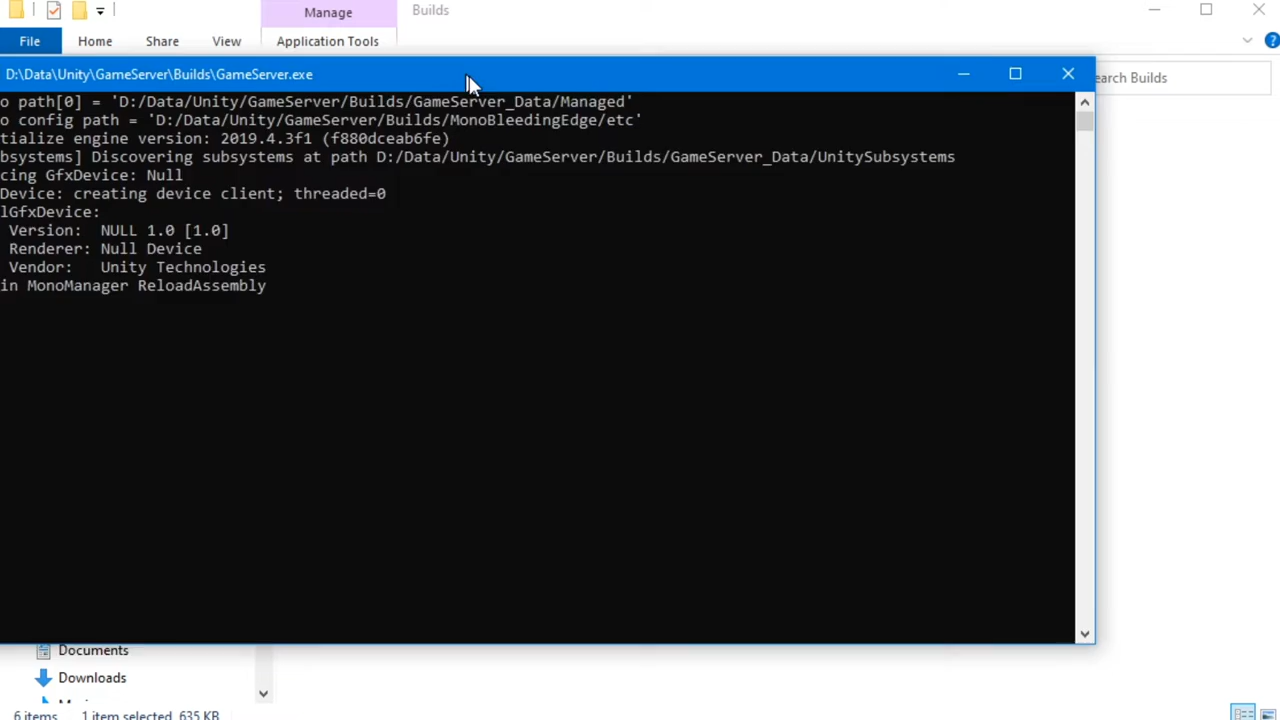 Manage
Builds
File
Home
Share
View
Application Tools
D:\Data\Unity\GameServer\Builds\GameServer.exe
earch Builds
o path[0] = 'D:/Data/Unity/GameServer/Builds/GameServer_Data/Managed'
o config path = 'D:/Data/Unity/GameServer/Builds/MonoBleedingEdge/etc'
tialize engine version: 2019.4.3f1 (f880dceab6fe)
bsystems] Discovering subsystems at path D:/Data/Unity/GameServer/Builds/GameServer_Data/UnitySubsystems
cing GfxDevice: Null
Device: creating device client; threaded=0
lGfxDevice:
Version: NULL 1.0 [1.0]
Renderer: Null Device
Vendor: Unity Technologies
in MonoManager ReloadAssembly
Documents
Downloads
6 items 1 item selected 635 KB